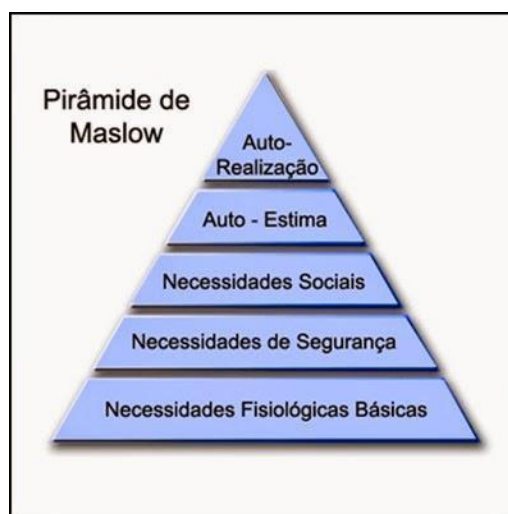 Pirâmide de
Maslow
Auto-
Realização
Auto - Estima
Necessidades Sociais
Necessidades de Segurança
Necessidades Fisiológicas Básicas